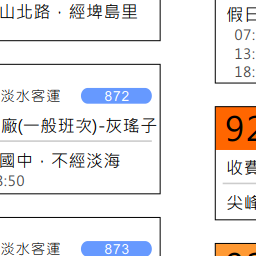 山北路 · 經埤島里
淡水客運 872
廠(一般班次)-灰瑤子
國中 · 不經淡海
8:50
淡水客運 873
假日
07:
13:
18:
92
收費
尖峰